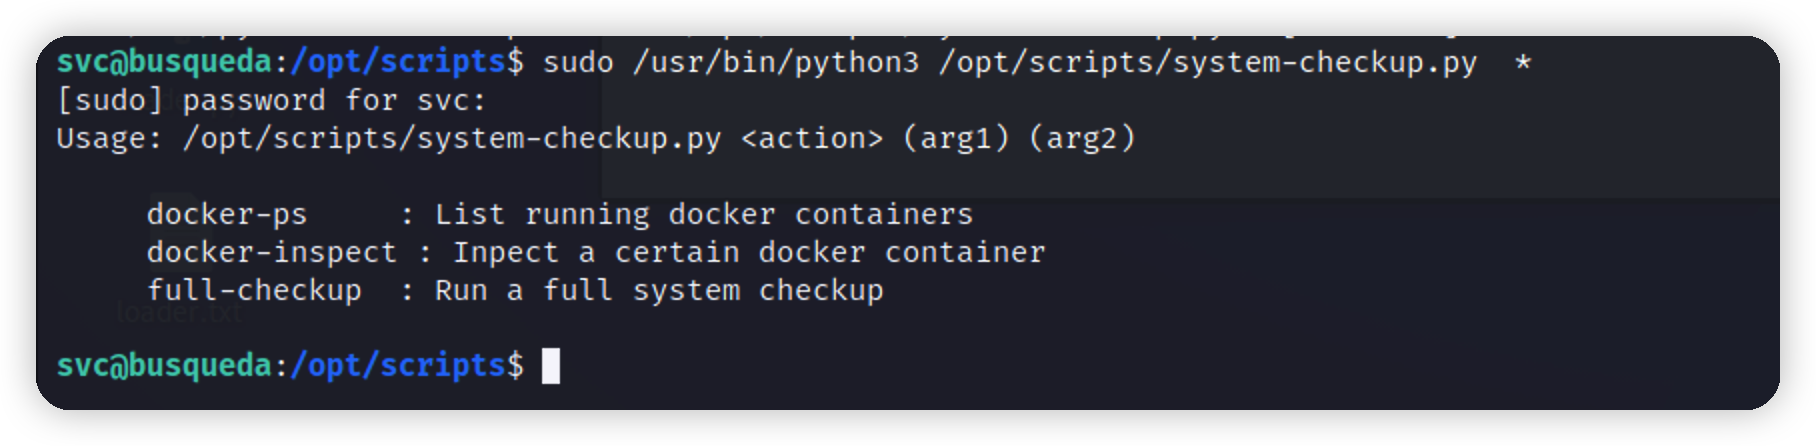 svc@busqueda:/opt/scripts$ sudo /usr/bin/python3 /opt/scripts/system-checkup.py  *
[sudo] password for svc:
Usage: /opt/scripts/system-checkup.py <action> (arg1) (arg2)
     docker-ps     : List running docker containers
     docker-inspect : Inpect a certain docker container
     full-checkup  : Run a full system checkup
loader.txt
svc@busqueda:/opt/scripts$